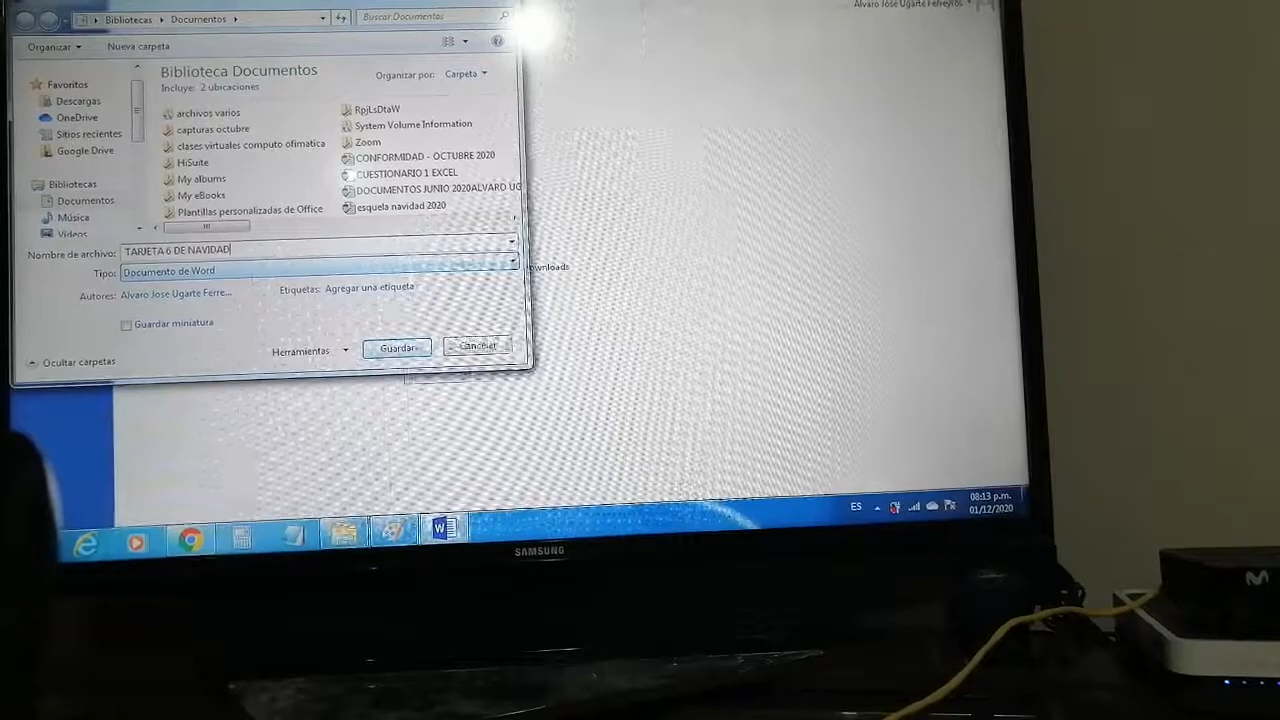 Alvaro Jose Ugarte Ferreyros
Bibliotecas Documentos
Buscar Documentos
Organizar
Nueva carpeta
Biblioteca Documentos
Incluye: 2 ubicaciones
Organizar por: Carpeta
Favoritos
Descargas
OneDrive
Sitios recientes
Google Drive
Bibliotecas
Documentos
Música
Vídeos
archivos varios
capturas octubre
clases virtuales computo ofimatica
HiSuite
My albums
My eBooks
Plantillas personalizadas de Office
RpjLsDtaW
System Volume Information
Zoom
CONFORMIDAD - OCTUBRE 2020
CUESTIONARIO 1 EXCEL
DOCUMENTOS JUNIO 2020ALVARO UG
esquela navidad 2020
Nombre de archivo: TARJETA 6 DE NAVIDAD
Tipo: Documento de Word
ownloads
Autores: Alvaro Jose Ugarte Ferre...
Etiquetas: Agregar una etiqueta
Guardar miniatura
Herramientas
Guardar
Cancelar
Ocultar carpetas
ES
08:13 p.m.
01/12/2020
SAMSUNG